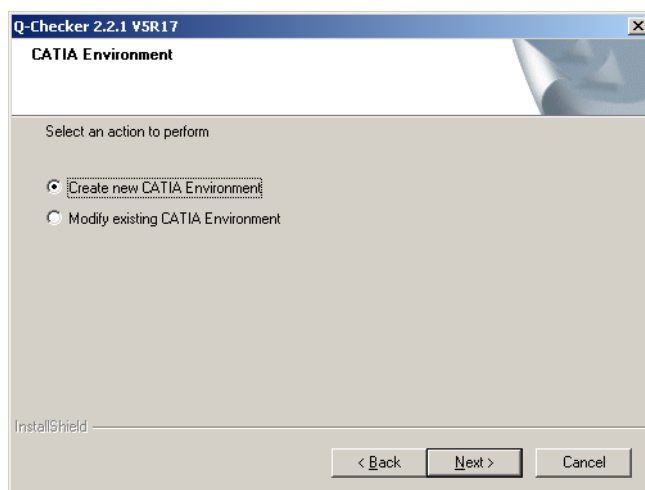 Q-Checker 2.2.1 V5R17
CATIA Environment
Select an action to perform
Create new CATIA Environment
Modify existing CATIA Environment
InstallShield
< Back Next > Cancel